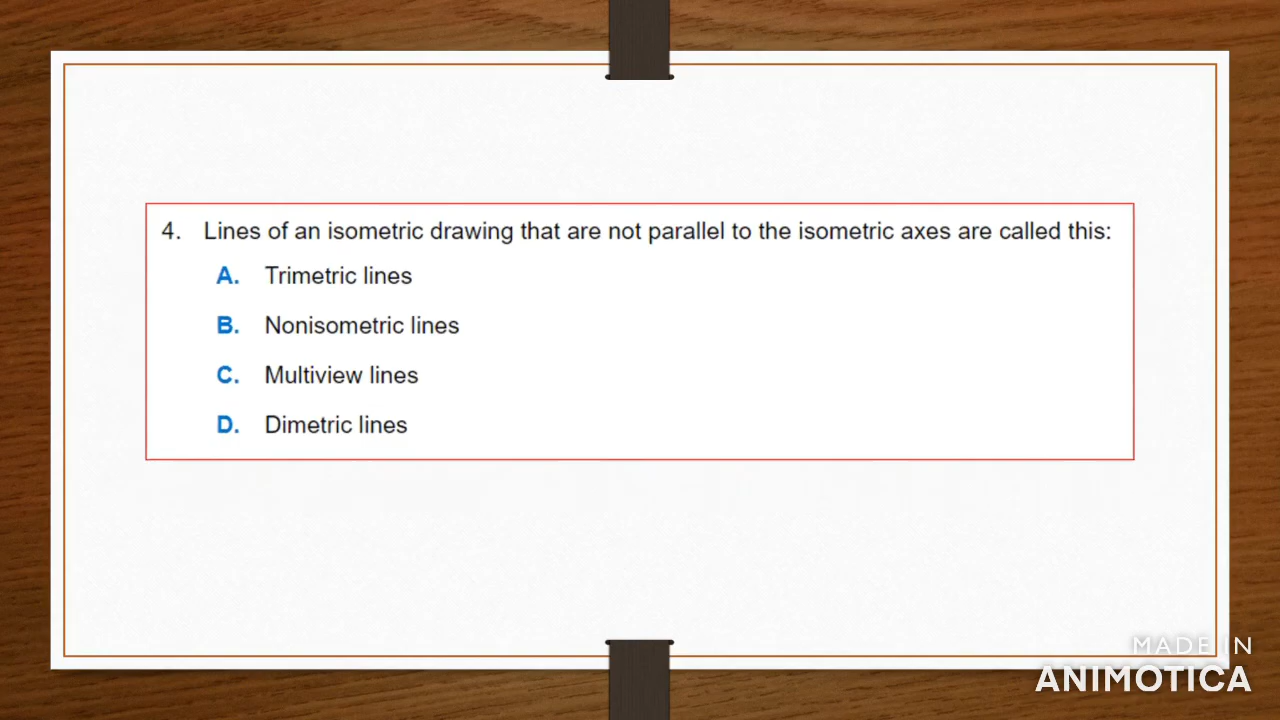 4. Lines of an isometric drawing that are not parallel to the isometric axes are called this:
A. Trimetric lines
B. Nonisometric lines
C. Multiview lines
D. Dimetric lines
MADE IN
ANIMOTICA